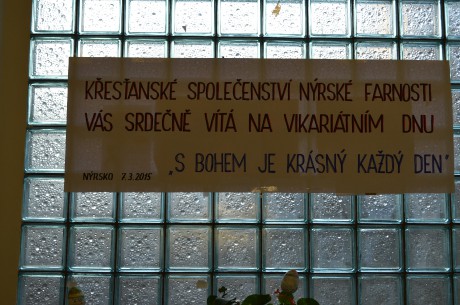 KŘESŤANSKÉ SPOLEČENSTVÍ NÝRSKÉ FARNOSTI
VÁS SRDEČNĚ VÍTÁ NA VIKARIÁTNÍM DNU
„S BOHEM JE KRÁSNÝ KAŽDÝ DEN"
NÝRSKO 7.3.2015